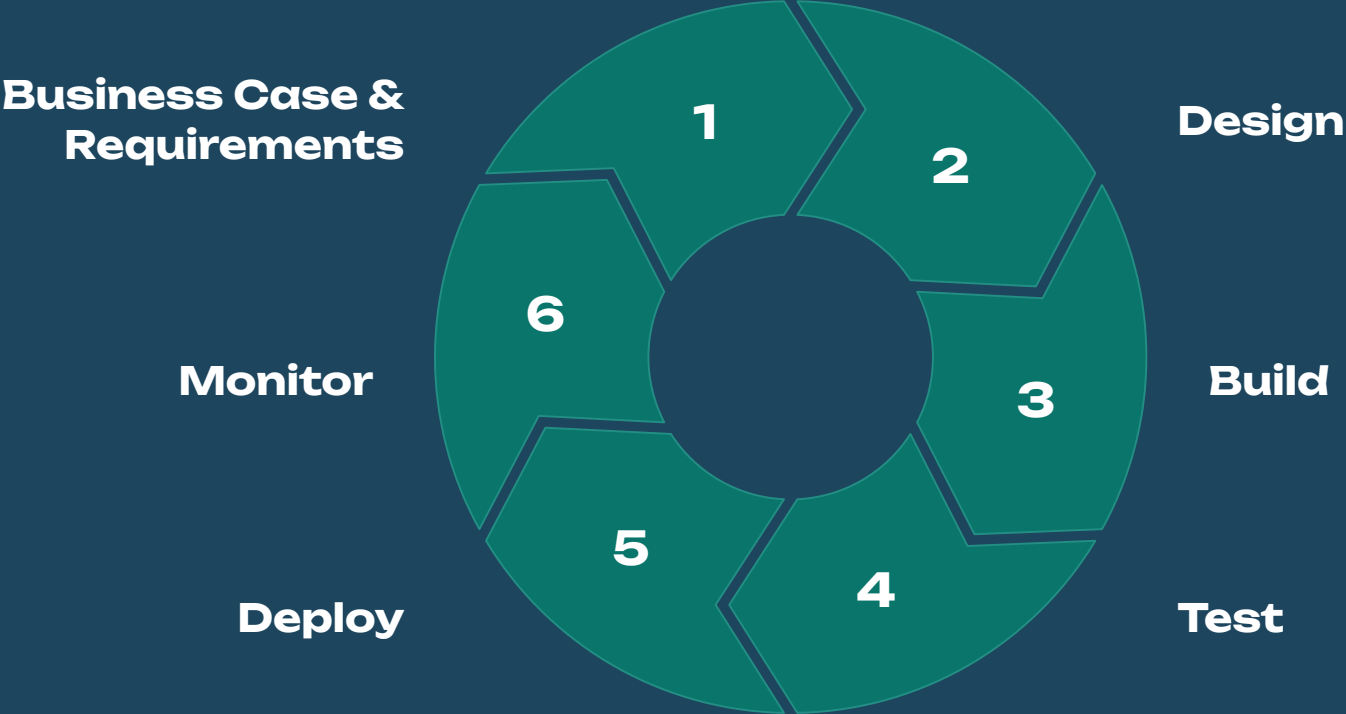 Business Case &
Requirements
1
2
Design
6
Monitor
3
Build
5
Deploy
4
Test